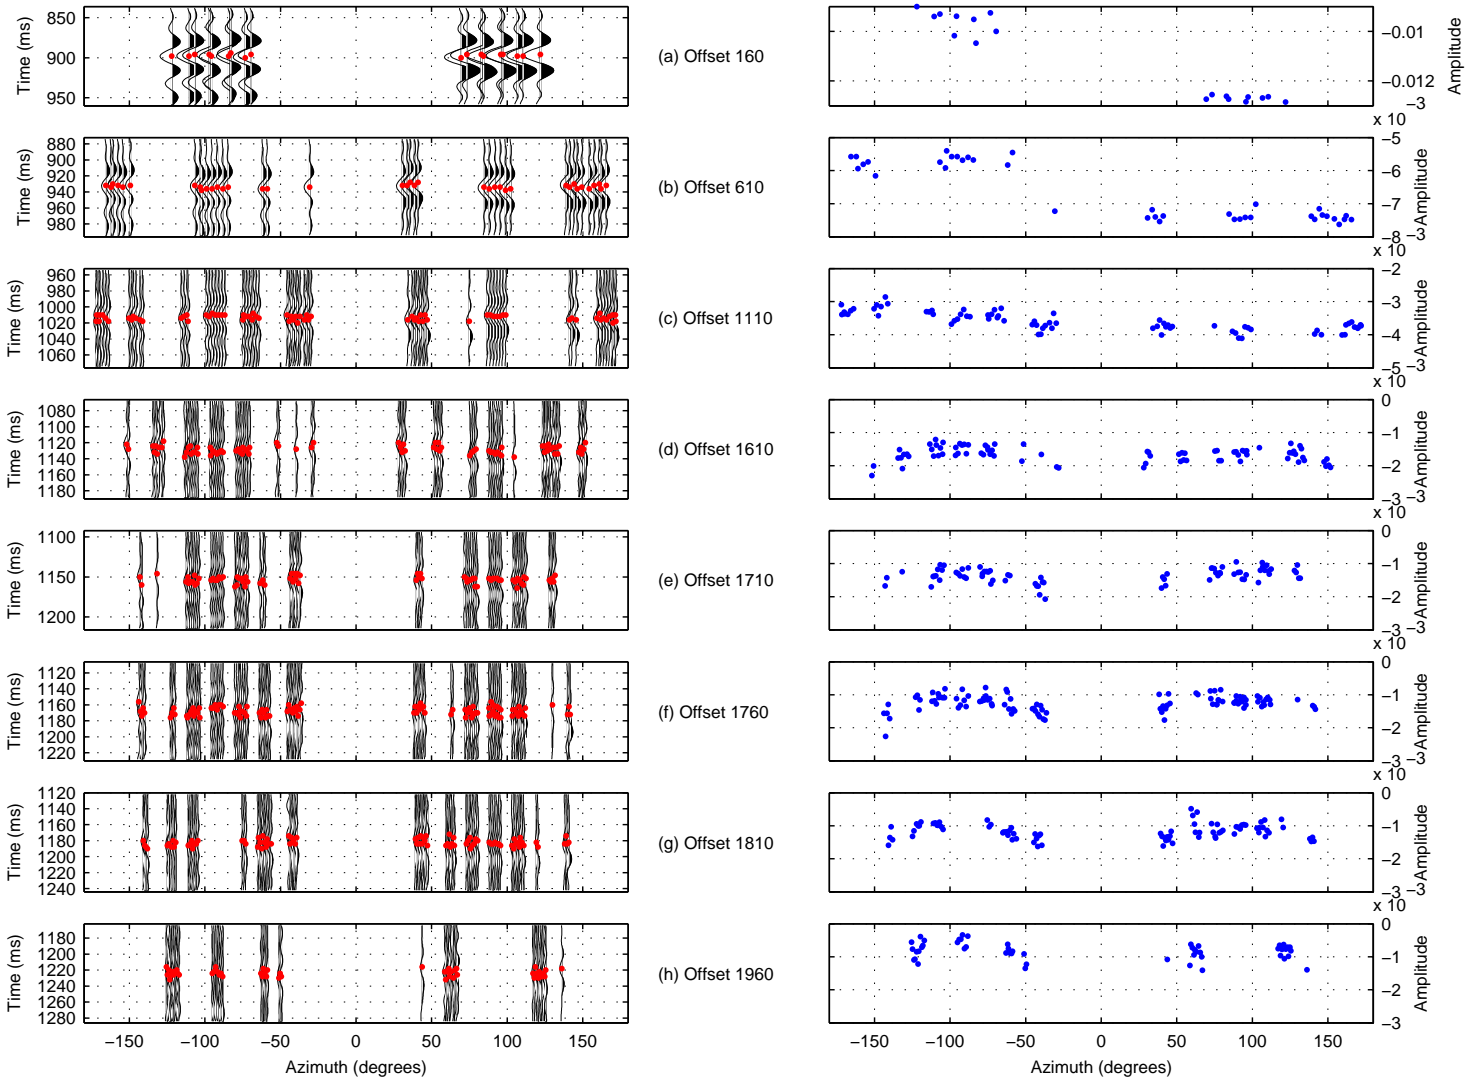 850
900
950
Time (ms)
(a) Offset 160
−0.01
−0.012
Amplitude
x 10
−3
880
900
920
940
960
980
Time (ms)
(b) Offset 610
−5
−6
−7
−8
Amplitude
x 10
−3
960
1000
1020
1060
Time (ms)
(c) Offset 1110
−2
−3
−4
−5
Amplitude
x 10
−3
1080
1100
1120
1140
1160
1180
Time (ms)
(d) Offset 1610
0
−1
−2
−3
Amplitude
x 10
−3
1100
1150
1200
Time (ms)
(e) Offset 1710
0
−1
−2
−3
Amplitude
x 10
−3
1120
1140
1160
1180
1200
1220
Time (ms)
(f) Offset 1760
0
−1
−2
−3
Amplitude
x 10
−3
1120
1140
1160
1180
1200
1220
1240
Time (ms)
(g) Offset 1810
0
−1
−2
−3
Amplitude
x 10
−3
1180
1200
1220
1240
1260
1280
Time (ms)
(h) Offset 1960
0
−1
−2
−3
Amplitude
−150
−100
−50
0
50
100
150
Azimuth (degrees)
−150
−100
−50
0
50
100
150
Azimuth (degrees)